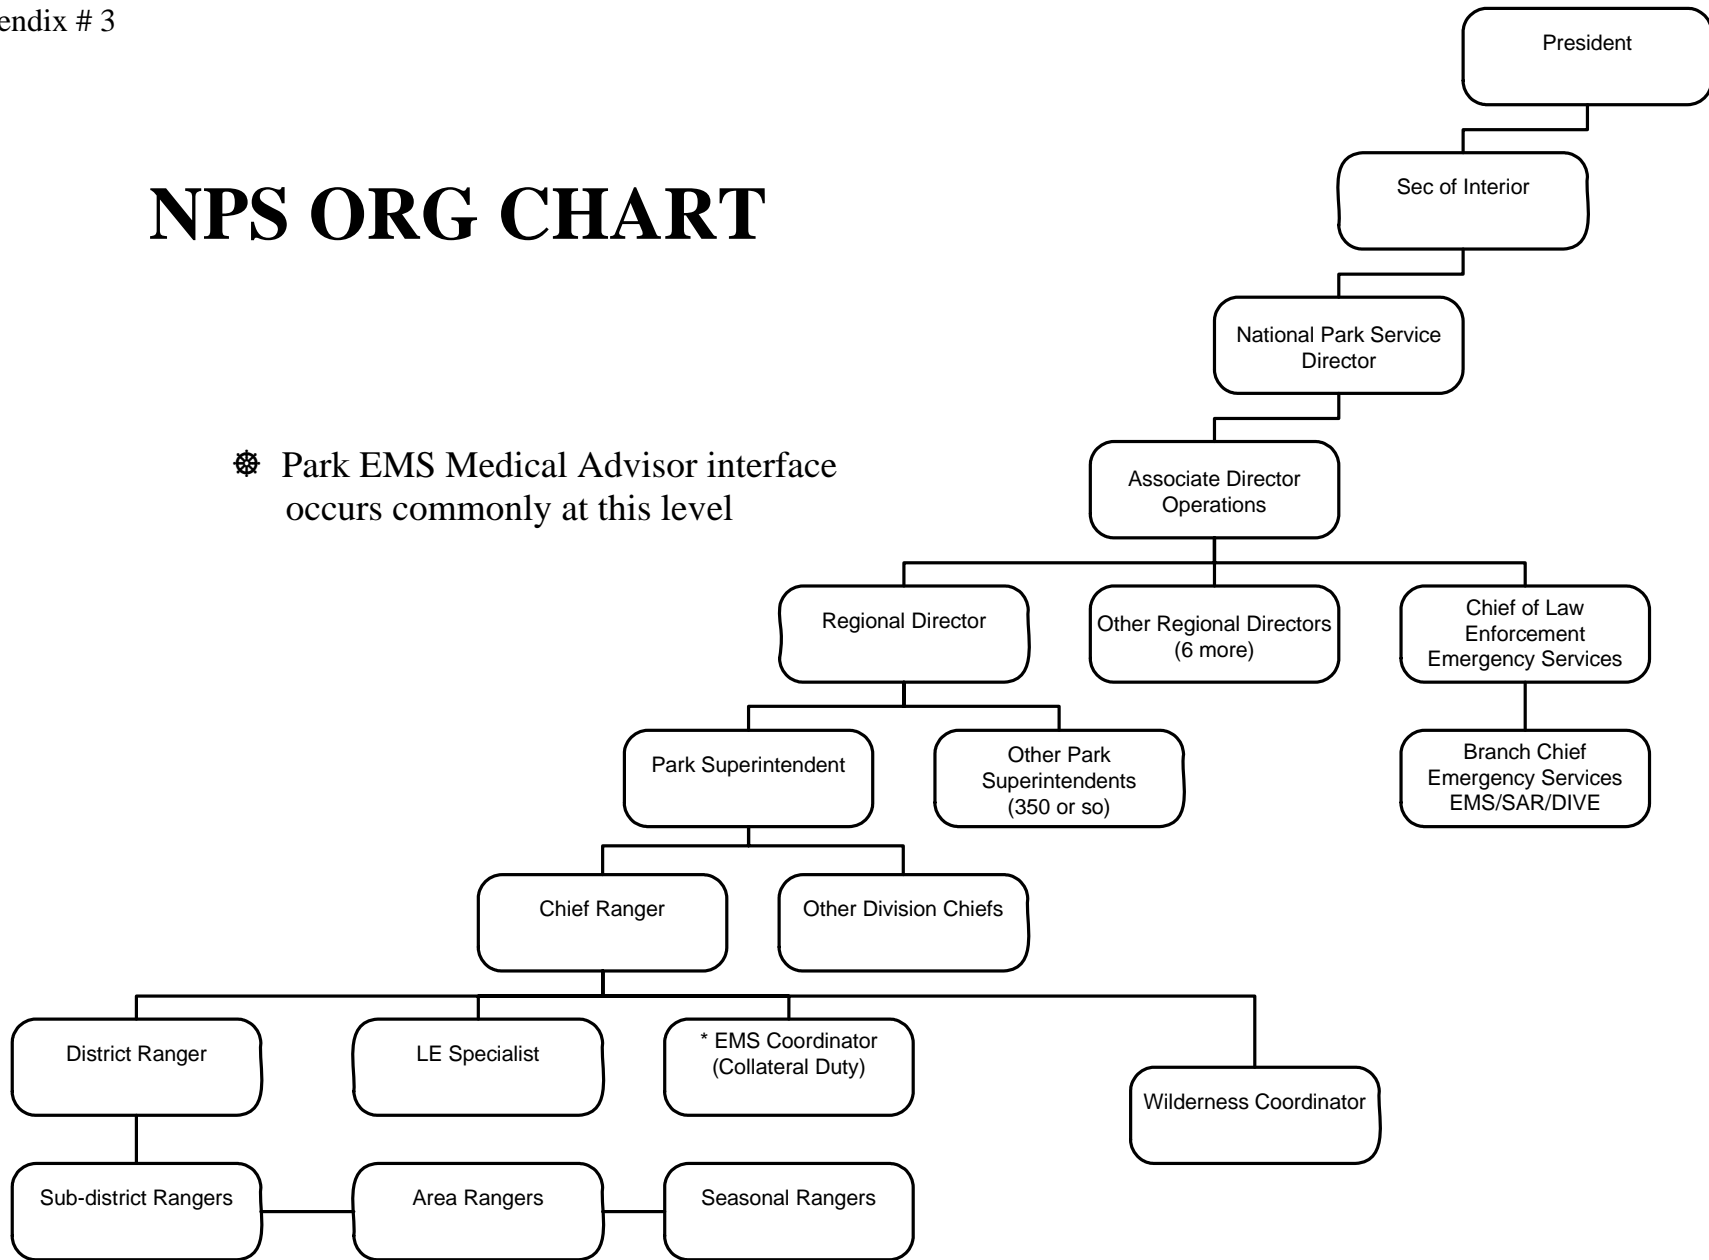 endix # 3
President
Sec of Interior
NPS ORG CHART
National Park Service
Director
☸ Park EMS Medical Advisor interface
occurs commonly at this level
Associate Director
Operations
Regional Director
Other Regional Directors
(6 more)
Chief of Law
Enforcement
Emergency Services
Park Superintendent
Other Park
Superintendents
(350 or so)
Branch Chief
Emergency Services
EMS/SAR/DIVE
Chief Ranger
Other Division Chiefs
District Ranger
LE Specialist
* EMS Coordinator
(Collateral Duty)
Wilderness Coordinator
Sub-district Rangers
Area Rangers
Seasonal Rangers